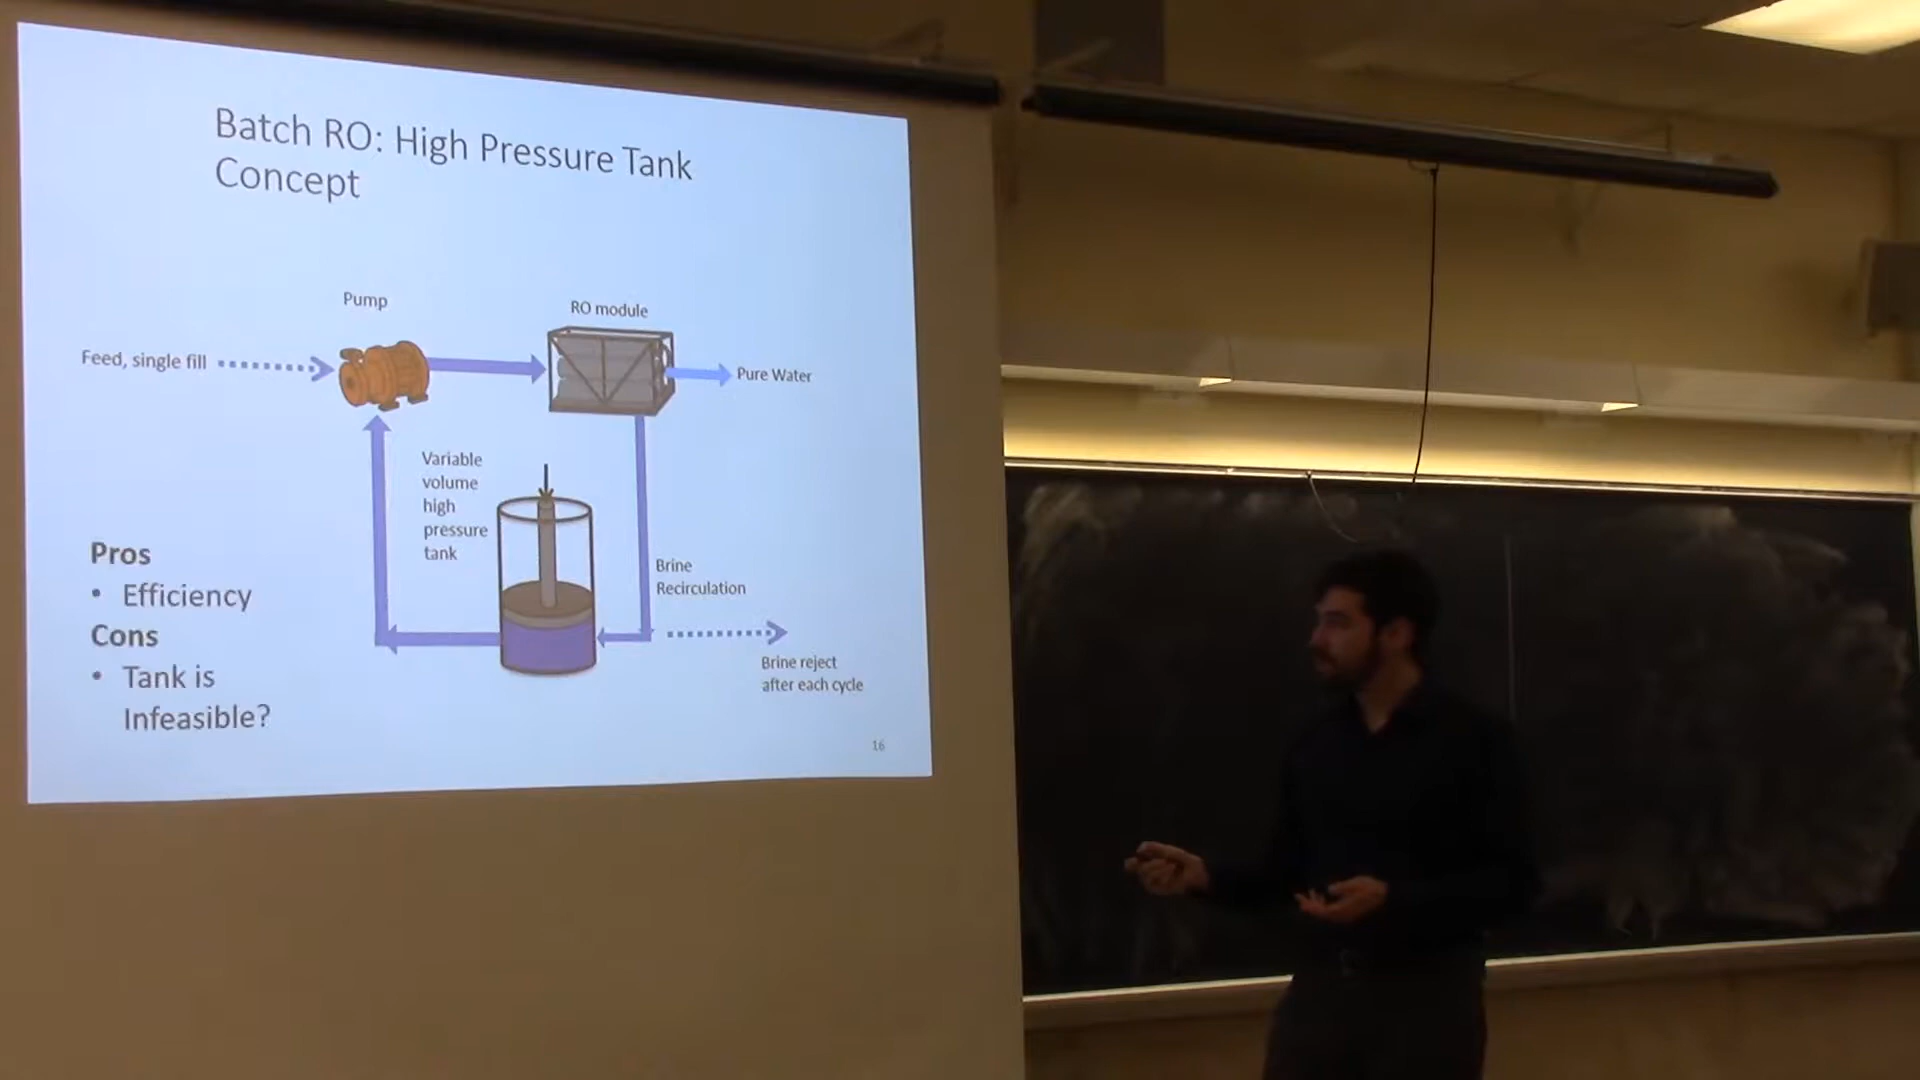 Batch RO: High Pressure Tank
Concept
Pump
RO module
Feed, single fill
Pure Water
Variable
volume
high
pressure
tank
Brine
Recirculation
Pros
• Efficiency
Cons
• Tank is
Infeasible?
Brine reject
after each cycle
16